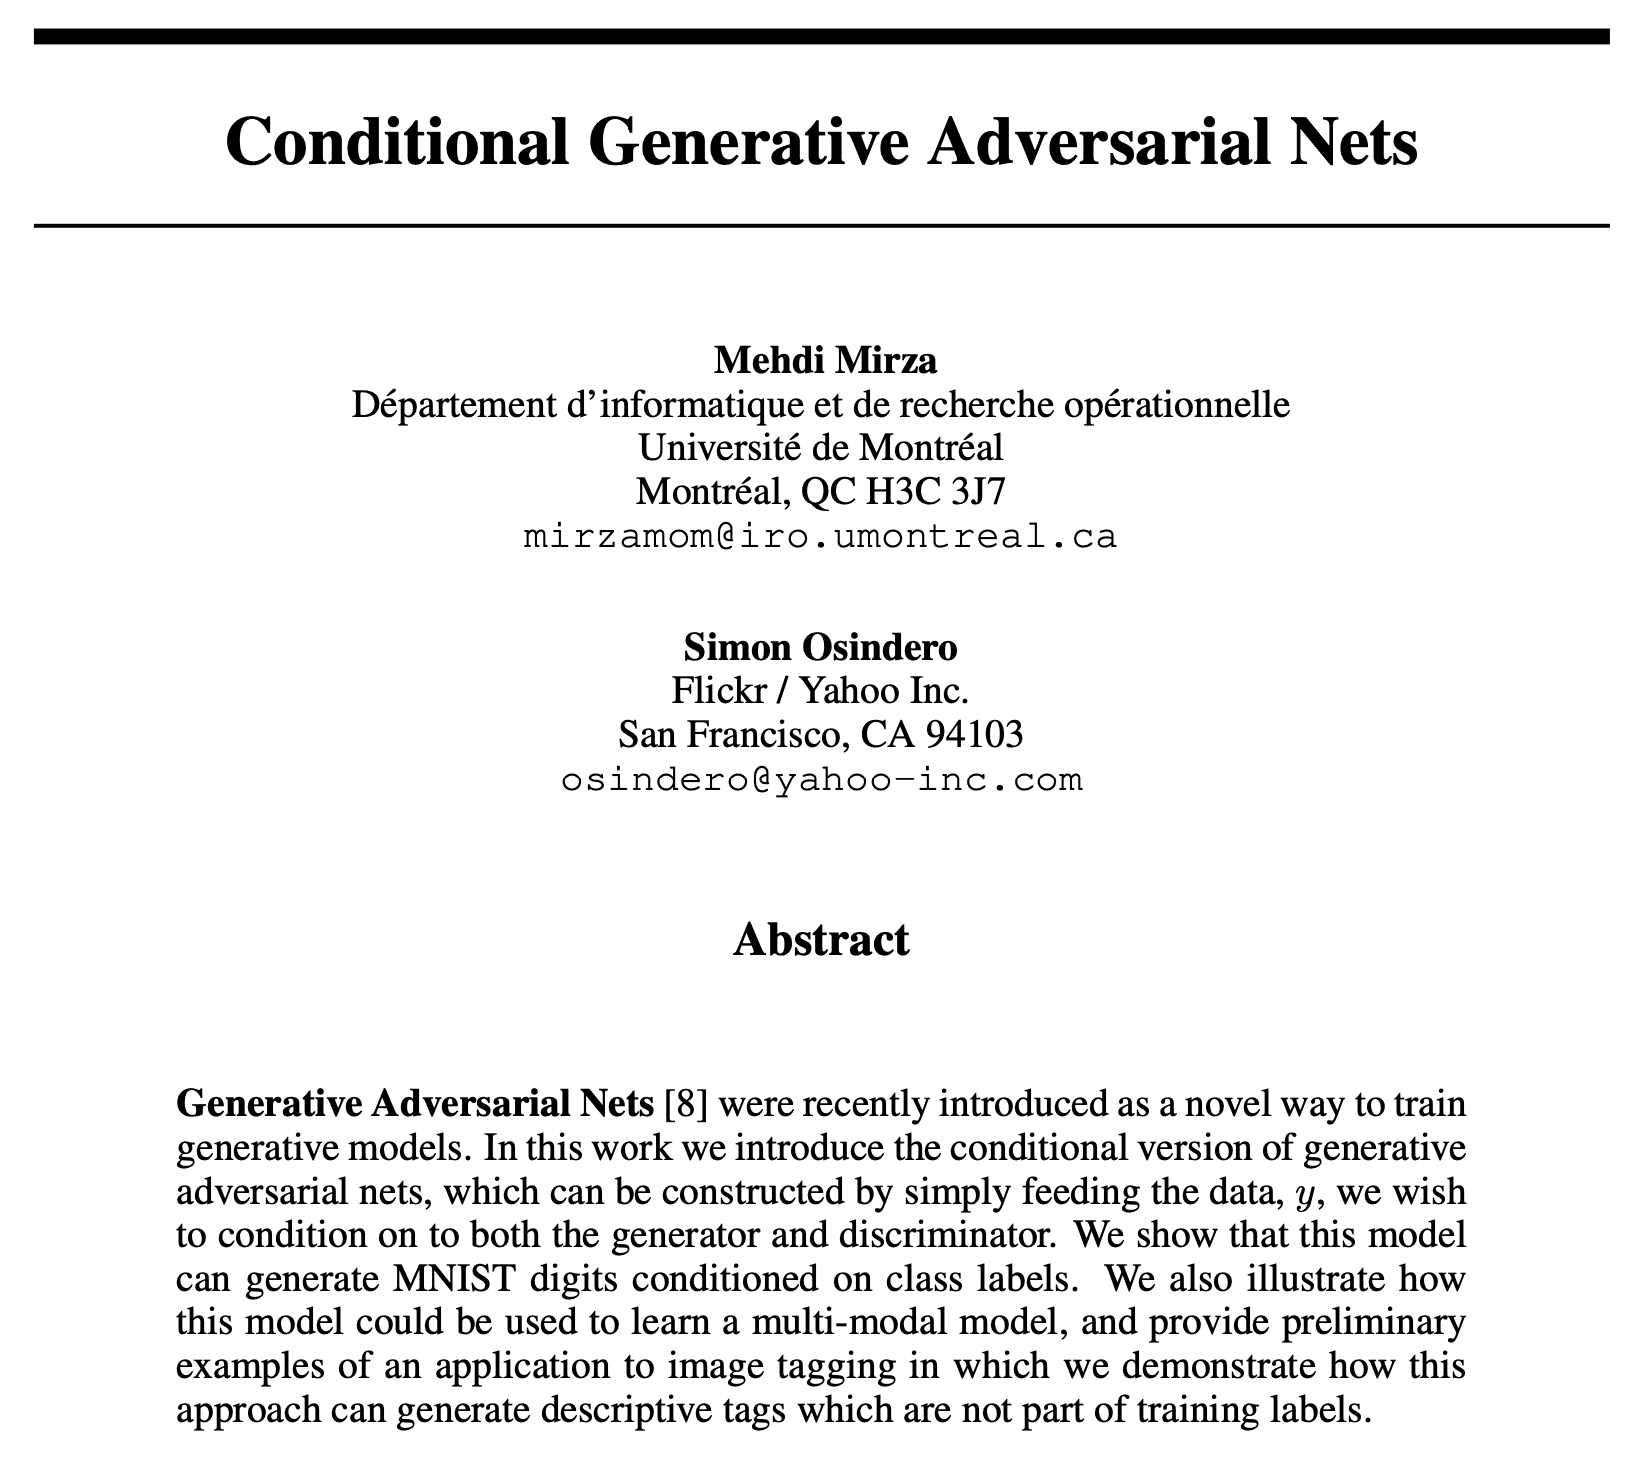 Conditional Generative Adversarial Nets
Mehdi Mirza
Département d’informatique et de recherche opérationnelle
Université de Montréal
Montréal, QC H3C 3J7
mirzamom@iro.umontreal.ca
Simon Osindero
Flickr / Yahoo Inc.
San Francisco, CA 94103
osindero@yahoo-inc.com
Abstract
Generative Adversarial Nets [8] were recently introduced as a novel way to train
generative models. In this work we introduce the conditional version of generative
adversarial nets, which can be constructed by simply feeding the data, y, we wish
to condition on to both the generator and discriminator. We show that this model
can generate MNIST digits conditioned on class labels. We also illustrate how
this model could be used to learn a multi-modal model, and provide preliminary
examples of an application to image tagging in which we demonstrate how this
approach can generate descriptive tags which are not part of training labels.